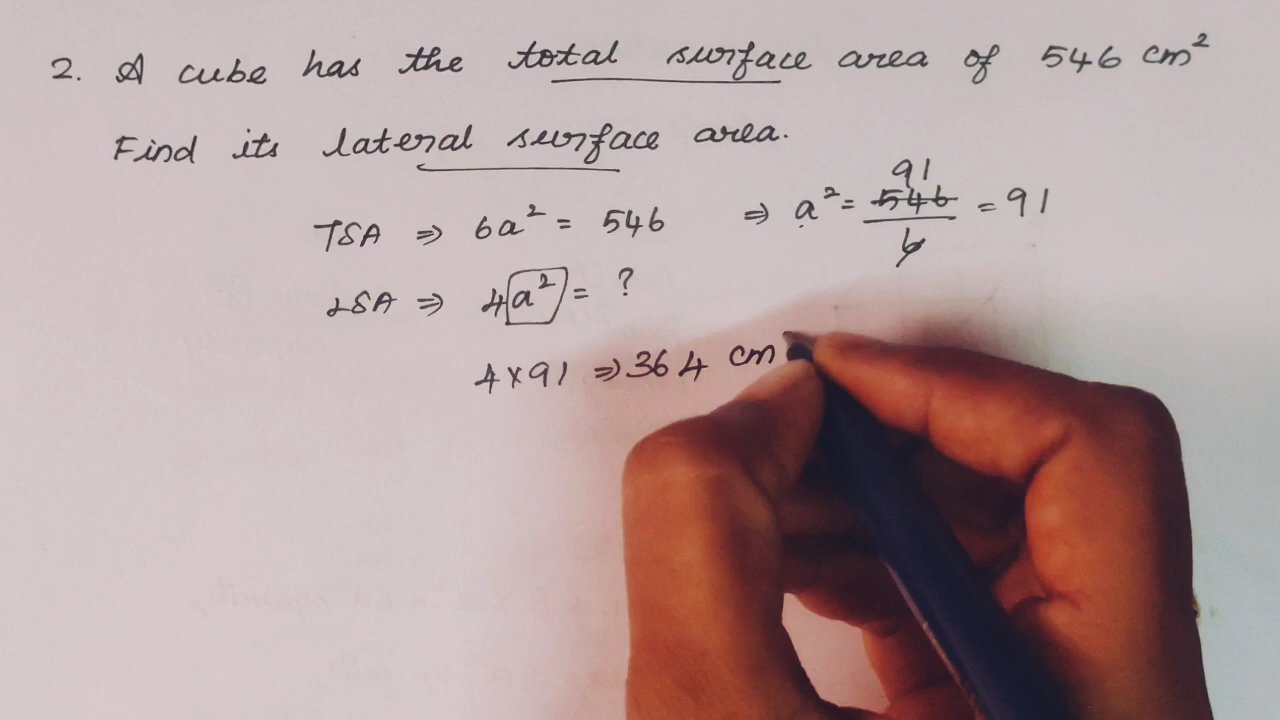 2. A cube has the total surface area of 546 cm²
Find its lateral surface area.
TSA ⇒ 6a² = 546 ⇒ a² = 546/6 = 91
91
LSA ⇒ 4a² = ?
4×91 ⇒ 364 cm